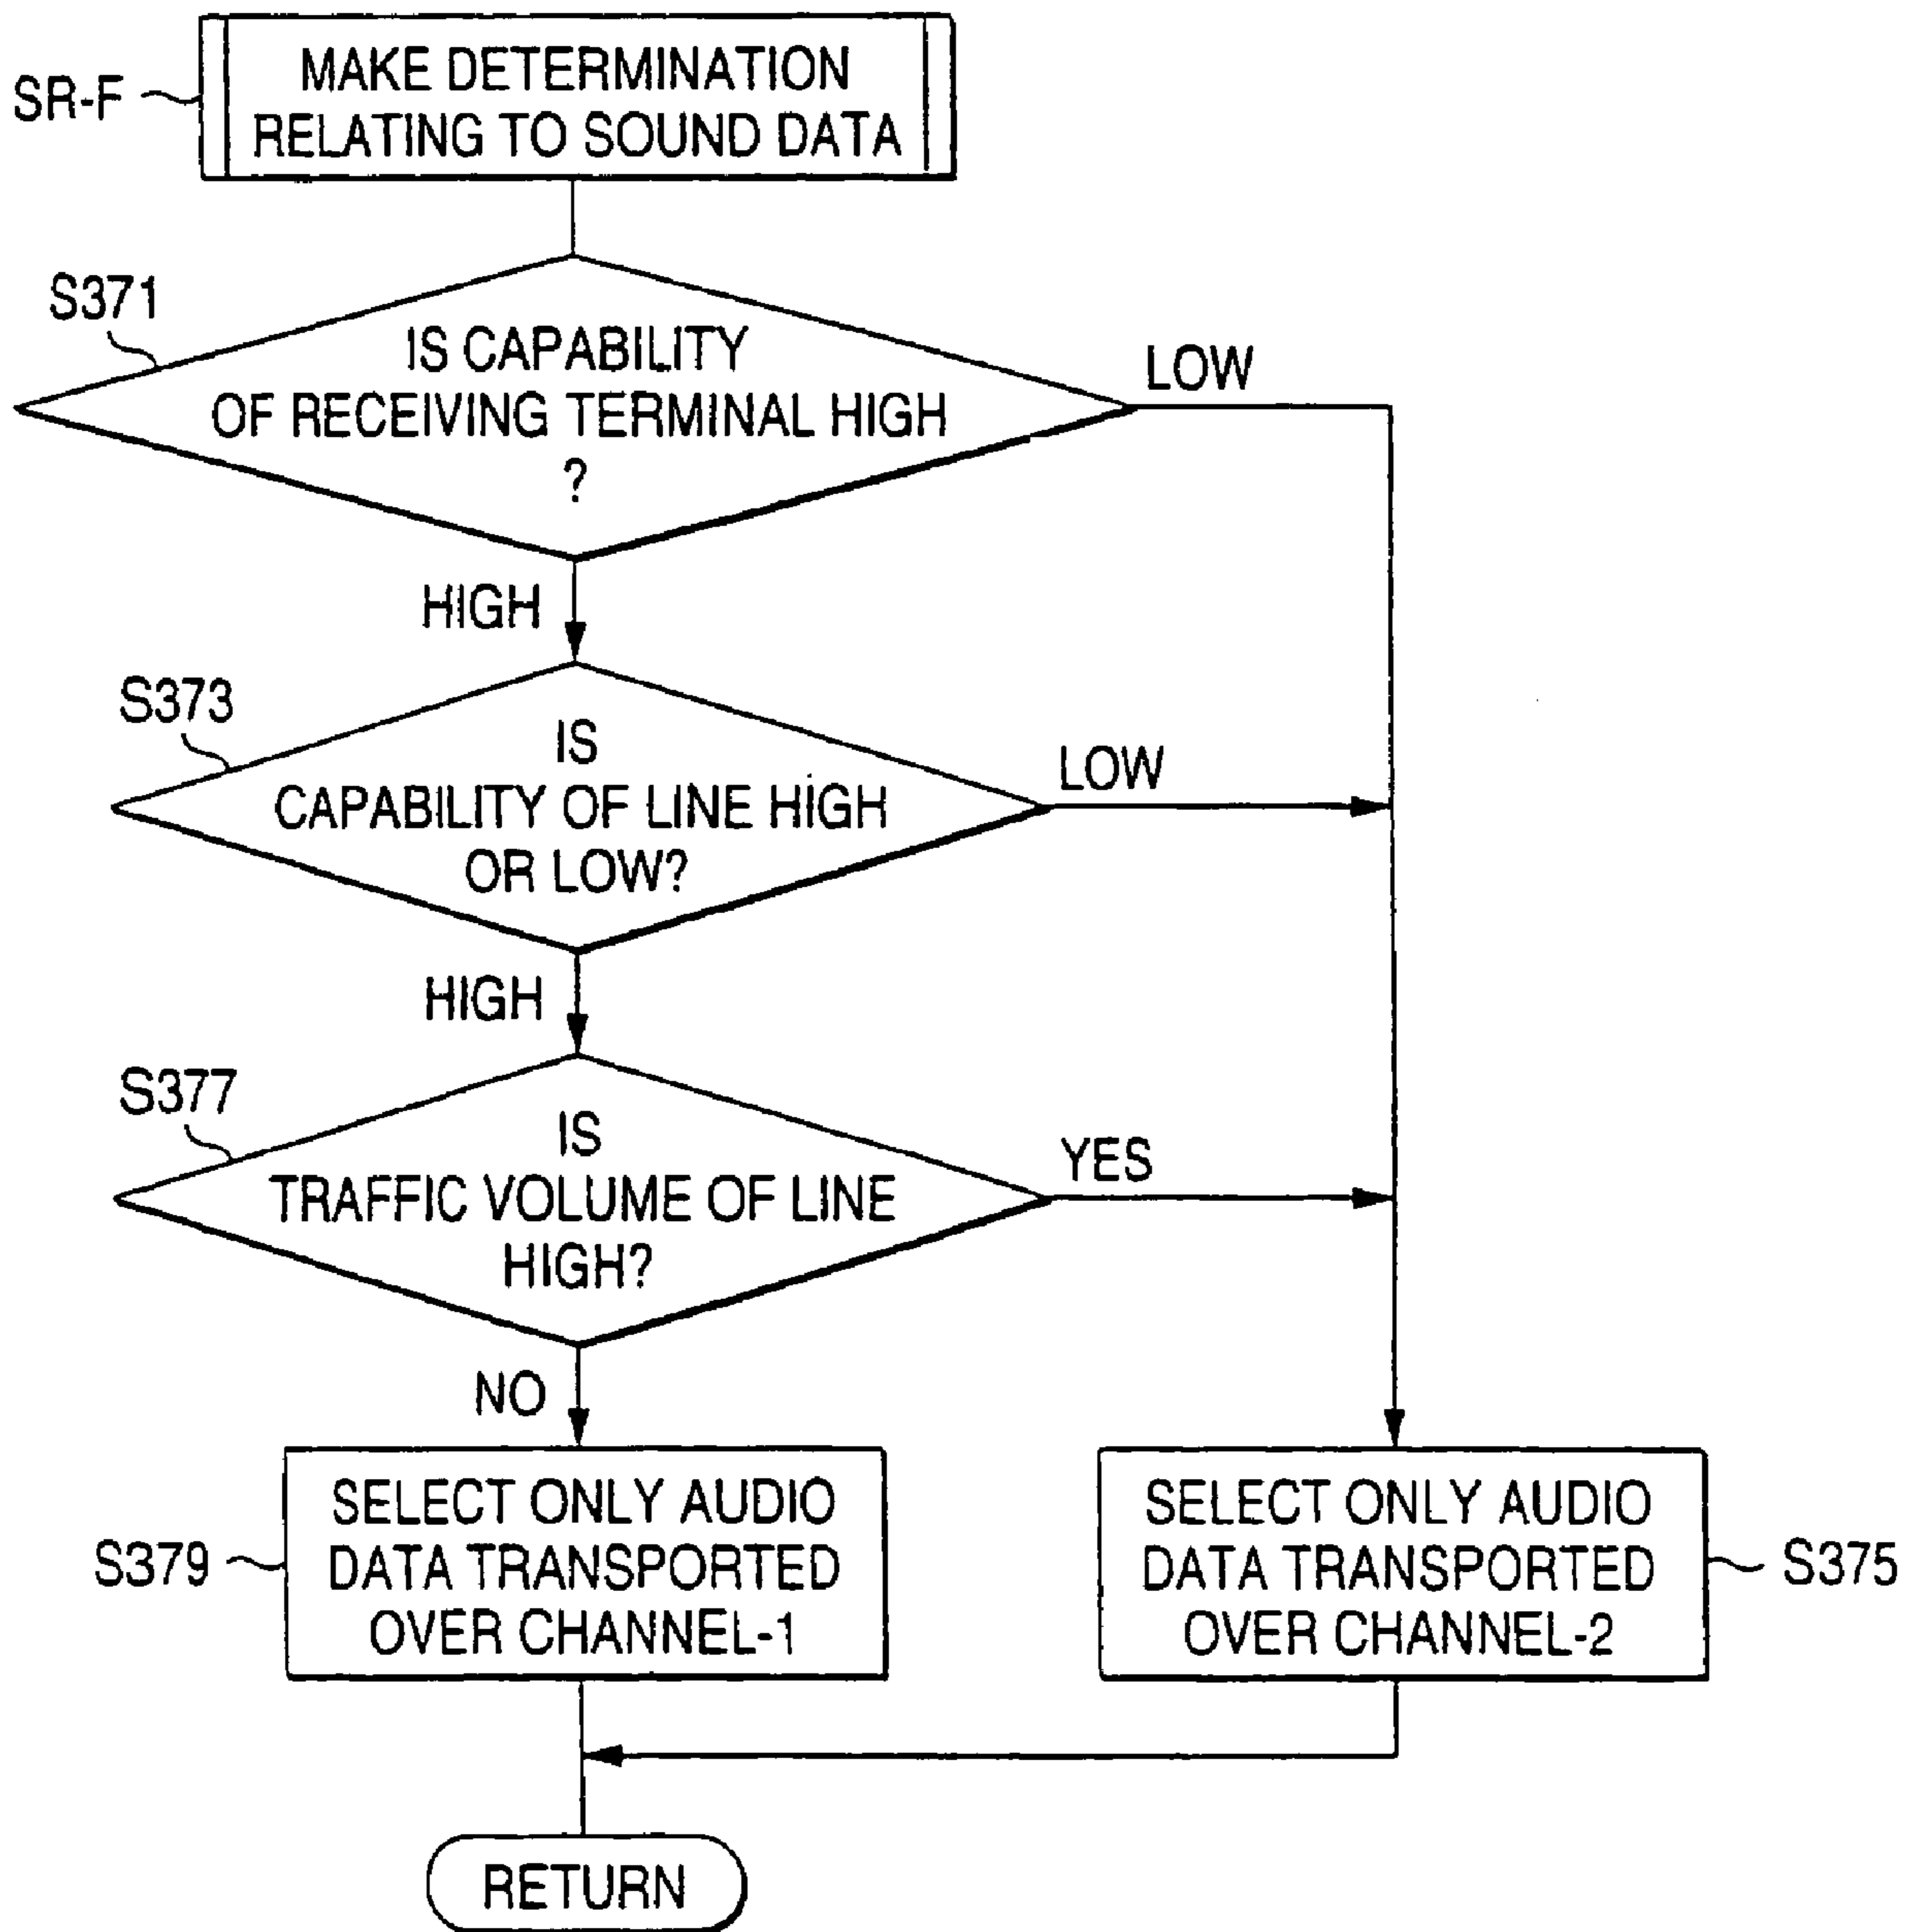 SR-F
MAKE DETERMINATION
RELATING TO SOUND DATA
S371
IS CAPABILITY
OF RECEIVING TERMINAL HIGH
?
LOW
HIGH
S373
IS
CAPABILITY OF LINE HIGH
OR LOW?
LOW
HIGH
S377
IS
TRAFFIC VOLUME OF LINE
HIGH?
YES
NO
S379
SELECT ONLY AUDIO
DATA TRANSPORTED
OVER CHANNEL-1
SELECT ONLY AUDIO
DATA TRANSPORTED
OVER CHANNEL-2
S375
RETURN